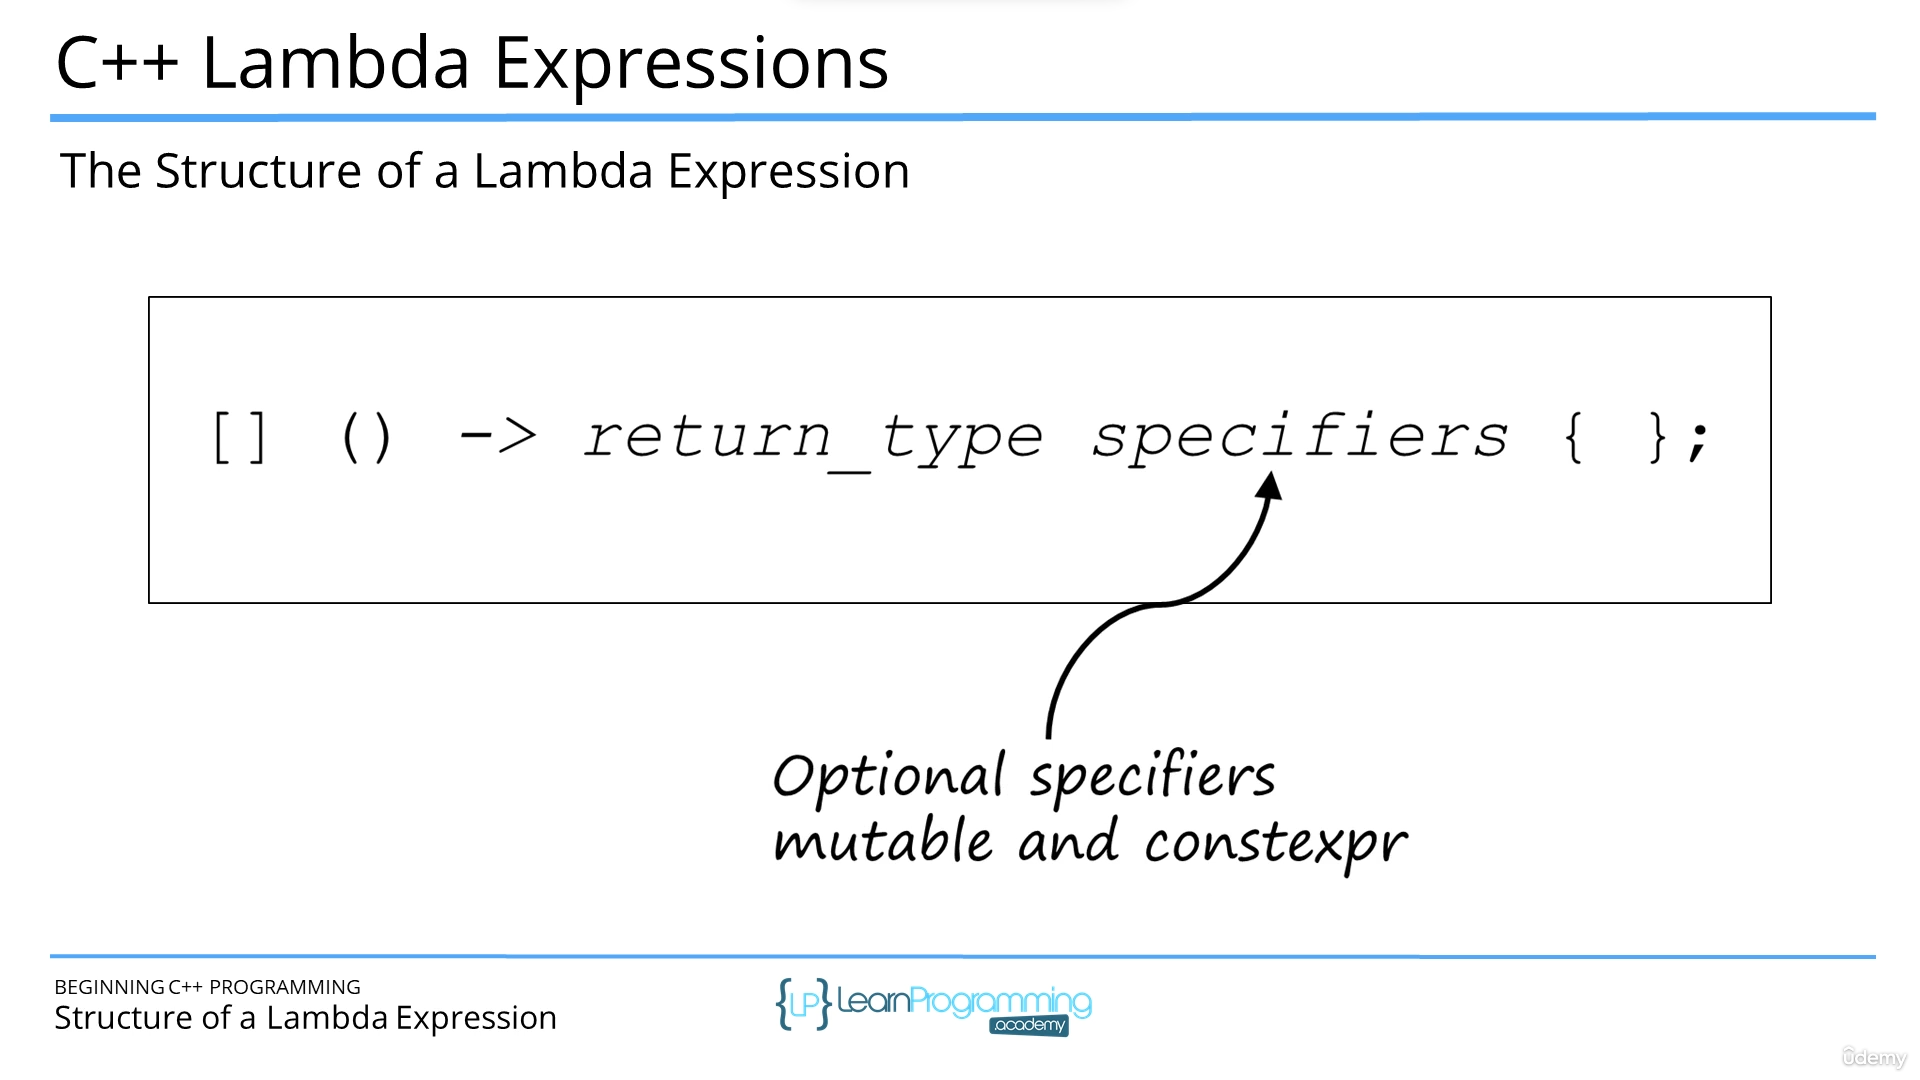 C++ Lambda Expressions
The Structure of a Lambda Expression
[] () -> return_type specifiers { };
Optional specifiers
mutable and constexpr
BEGINNING C++ PROGRAMMING
Structure of a Lambda Expression
{LP} LearnProgramming
academy
ûdemy